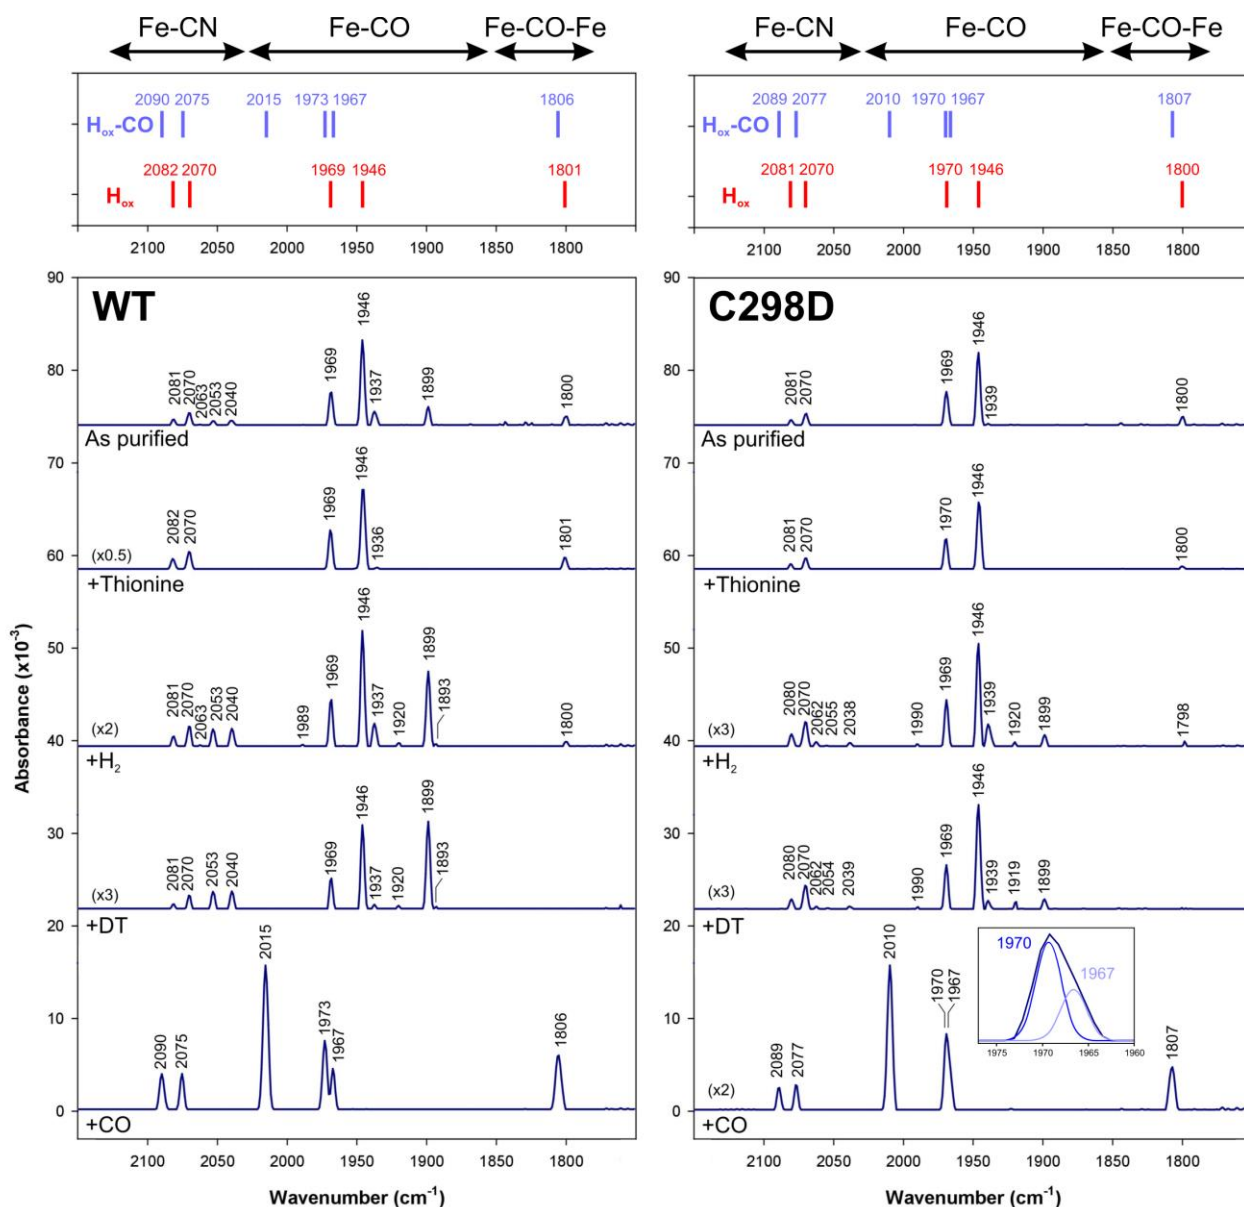 Fe-CN Fe-CO Fe-CO-Fe
2090 2075 2015 1973 1967 1806
Hox-CO
2082 2070 1969 1946 1801
Hox
2100 2050 2000 1950 1900 1850 1800
Fe-CN Fe-CO Fe-CO-Fe
2089 2077 2010 1970 1967 1807
Hox-CO
2081 2070 1970 1946 1800
Hox
2100 2050 2000 1950 1900 1850 1800
Absorbance (x10⁻³)
90
80
70
60
50
40
30
20
10
0
WT
2081 2070 2063 2053 2040 1969 1946 1937 1899 1800
As purified
2082 2070 1969 1946 1936 1801
(x0.5)
+Thionine
2081 2070 2063 2053 2040 1989 1969 1946 1937 1920 1899 1893 1800
(x2)
+H₂
2081 2070 2053 2040 1969 1946 1937 1920 1899 1893
(x3)
+DT
2090 2075 2015 1973 1967 1806
+CO
2100 2050 2000 1950 1900 1850 1800
Wavenumber (cm⁻¹)
90
80
70
60
50
40
30
20
10
0
C298D
2081 2070 1969 1946 1939 1800
As purified
2081 2070 1970 1946 1800
+Thionine
2080 2070 2062 2055 2038 1990 1969 1946 1939 1920 1899 1798
(x3)
+H₂
2080 2070 2062 2054 2039 1990 1969 1946 1939 1919 1899
(x3)
+DT
2089 2077 2010 1970 1967 1807
(x2)
1970
1967
1975 1970 1965 1960
+CO
2100 2050 2000 1950 1900 1850 1800
Wavenumber (cm⁻¹)